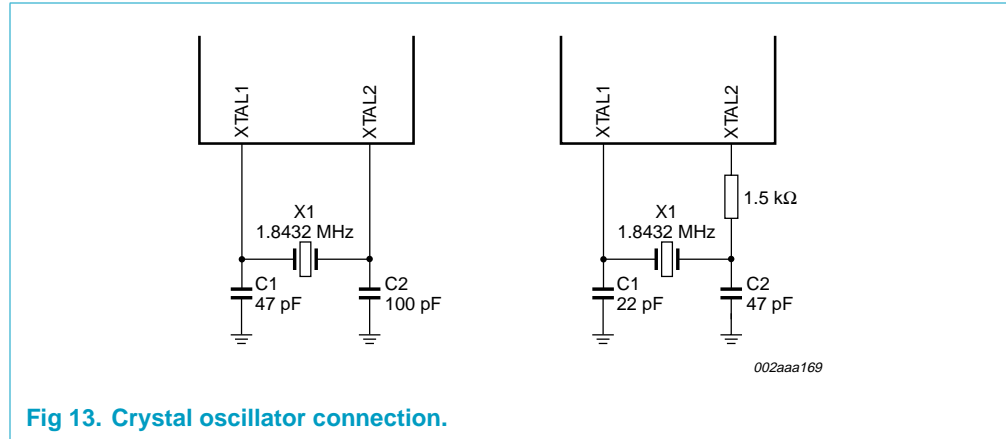 XTAL1
XTAL2
X1
1.8432 MHz
C1
47 pF
C2
100 pF
XTAL1
XTAL2
1.5 kΩ
X1
1.8432 MHz
C1
22 pF
C2
47 pF
002aaa169
Fig 13. Crystal oscillator connection.